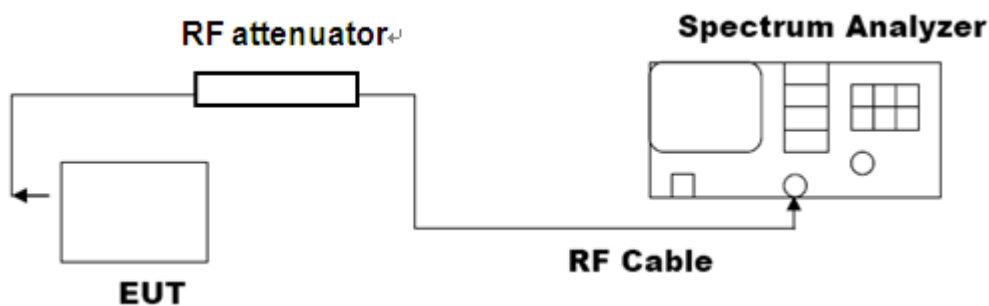 RF attenuator↵
Spectrum Analyzer
RF Cable
EUT